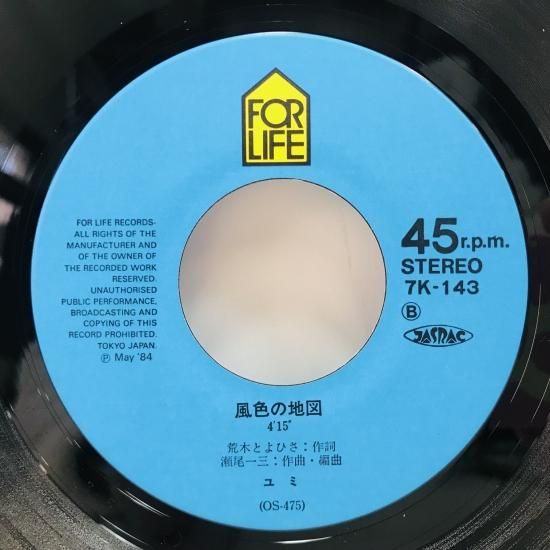 FOR
LIFE
FOR LIFE RECORDS-
ALL RIGHTS OF THE
MANUFACTURER AND
OF THE OWNER OF
THE RECORDED WORK
RESERVED.
UNAUTHORISED
PUBLIC PERFORMANCE,
BROADCASTING AND
COPYING OF THIS
RECORD PROHIBITED.
TOKYO JAPAN.
Ⓟ May '84
45r.p.m.
STEREO
7K-143
Ⓑ
JASRAC
風色の地図
4'15"
荒木とよひさ:作詞
瀬尾一三:作曲・編曲
ユミ
(OS-475)